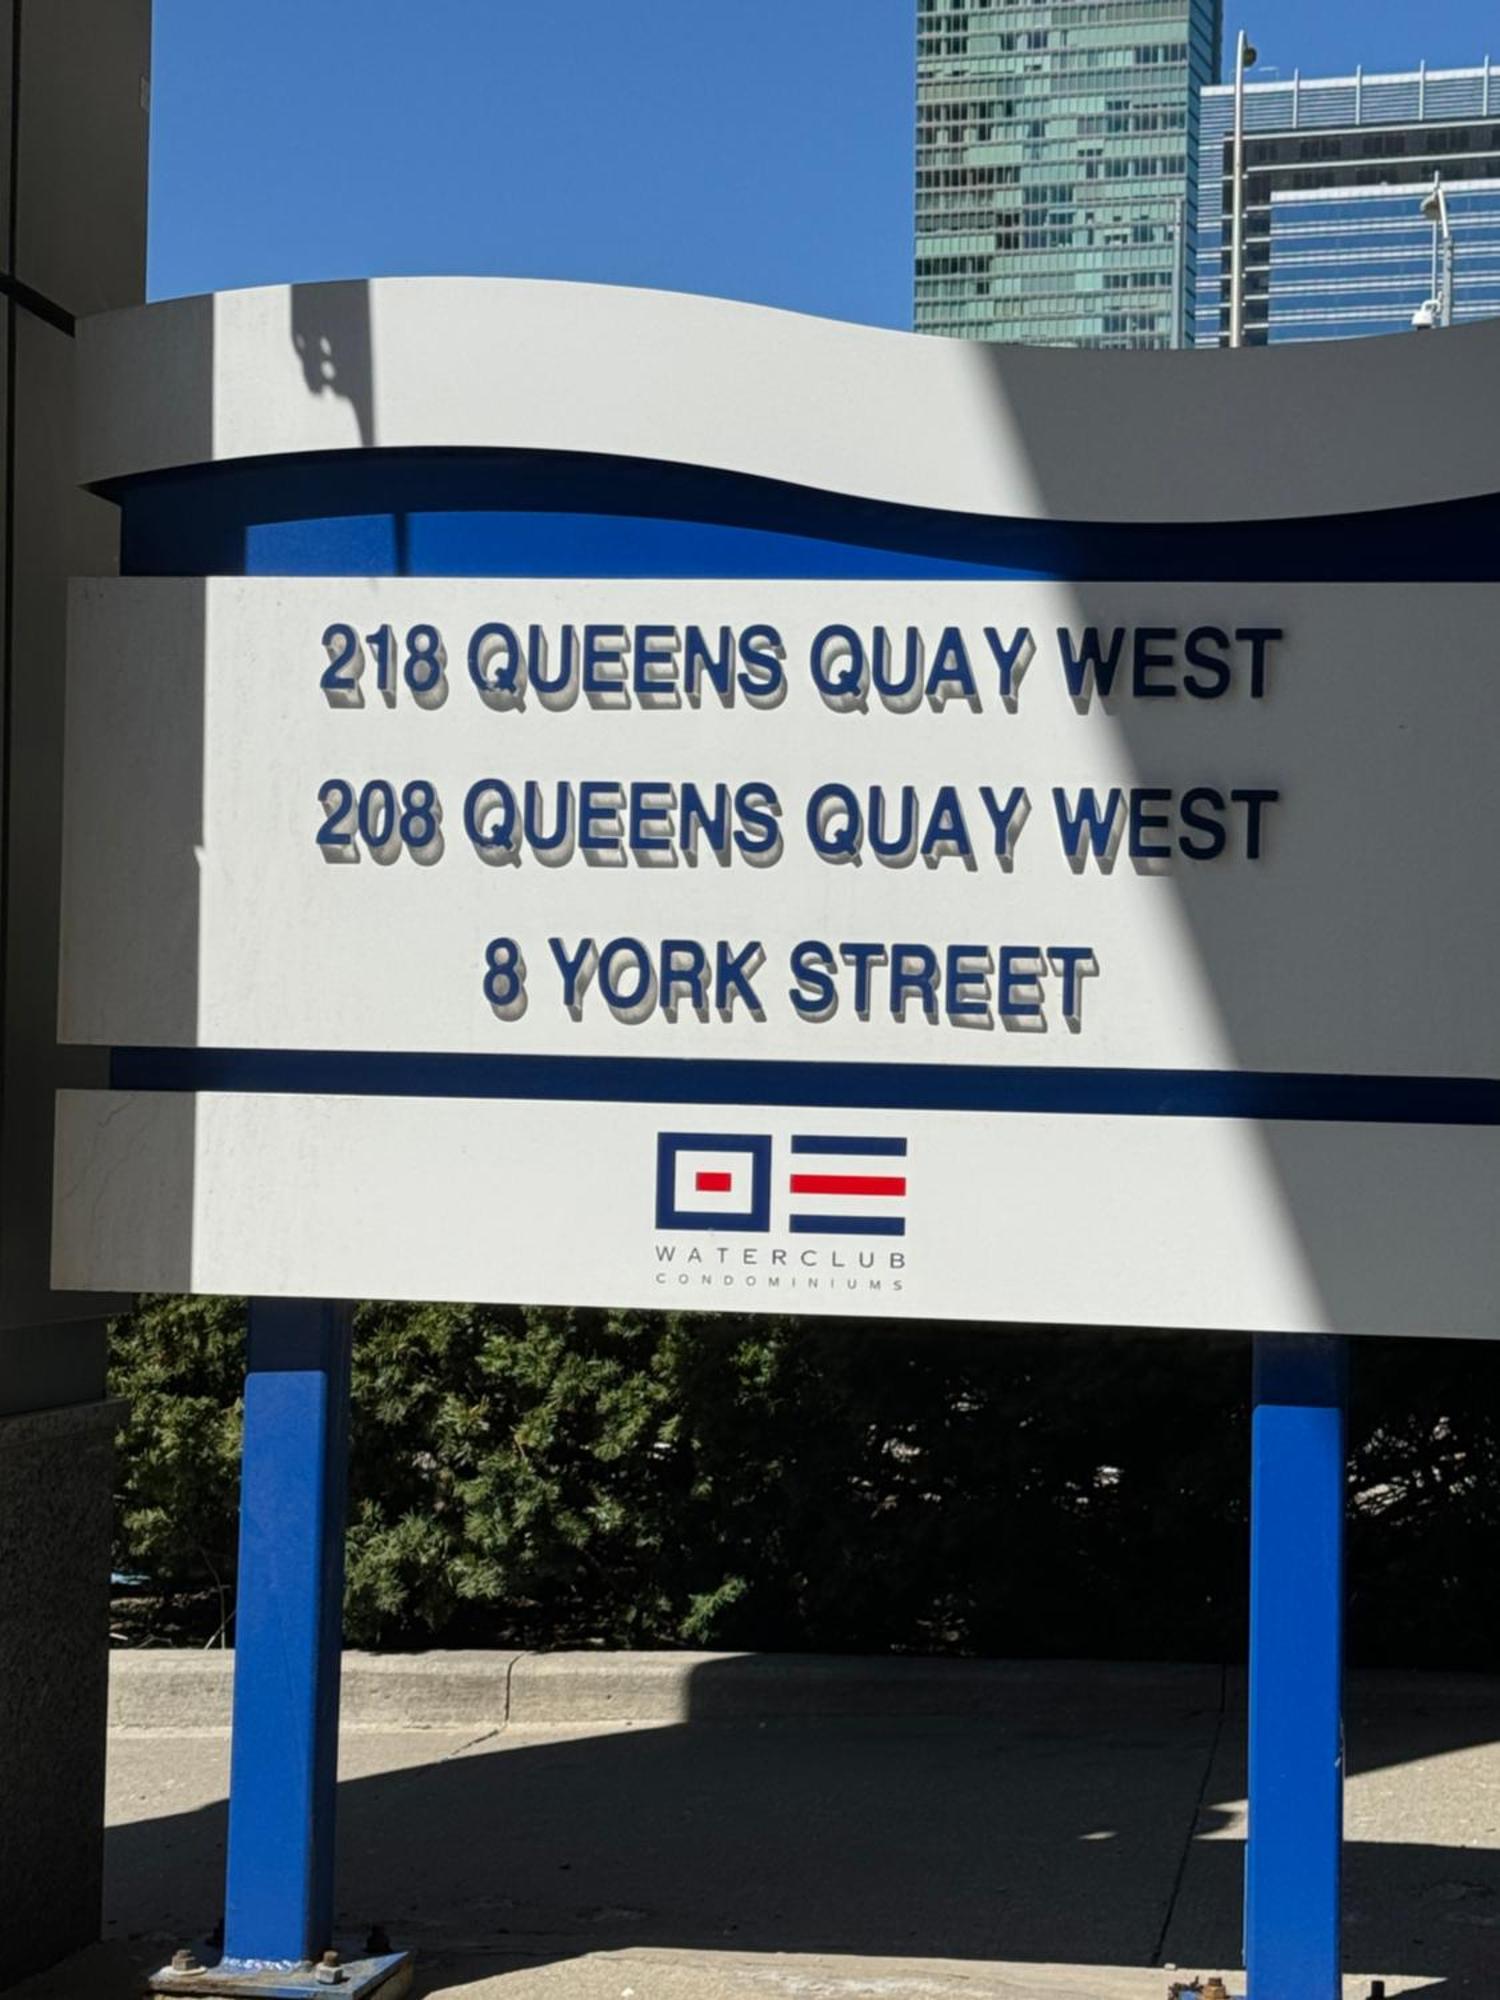 218 QUEENS QUAY WEST
208 QUEENS QUAY WEST
8 YORK STREET
WATERCLUB
CONDOMINIUMS